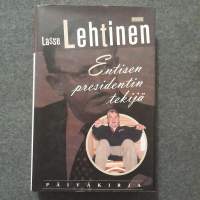 Lasse
Lehtinen
Entisen
presidentin
tekijä
PÄIVÄKIRJA